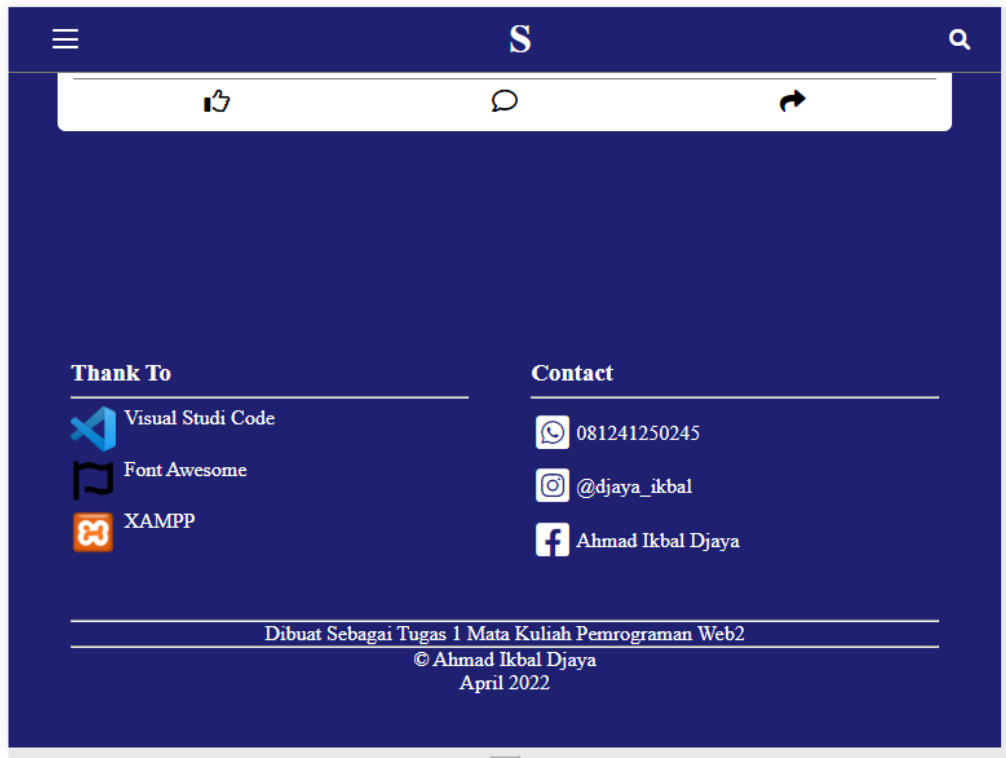 S
Thank To
Contact
Visual Studi Code
Font Awesome
XAMPP
081241250245
@djaya_ikbal
Ahmad Ikbal Djaya
Dibuat Sebagai Tugas 1 Mata Kuliah Pemrograman Web2
© Ahmad Ikbal Djaya
April 2022